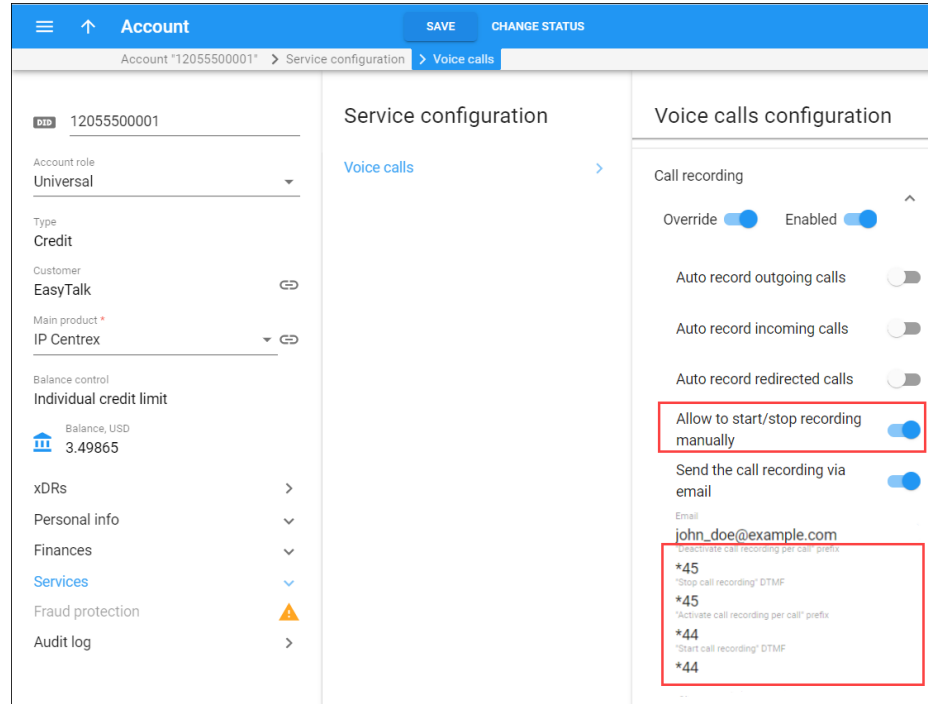 Account
SAVE
CHANGE STATUS
Account "12055500001" > Service configuration > Voice calls
DID 12055500001
Account role
Universal
Type
Credit
Customer
EasyTalk
Main product *
IP Centrex
Balance control
Individual credit limit
Balance, USD
3.49865
xDRs
Personal info
Finances
Services
Fraud protection
Audit log
Service configuration
Voice calls
Voice calls configuration
Call recording
Override
Enabled
Auto record outgoing calls
Auto record incoming calls
Auto record redirected calls
Allow to start/stop recording
manually
Send the call recording via
email
Email
john_doe@example.com
"Deactivate call recording per call" prefix
*45
"Stop call recording" DTMF
*45
"Activate call recording per call" prefix
*44
"Start call recording" DTMF
*44